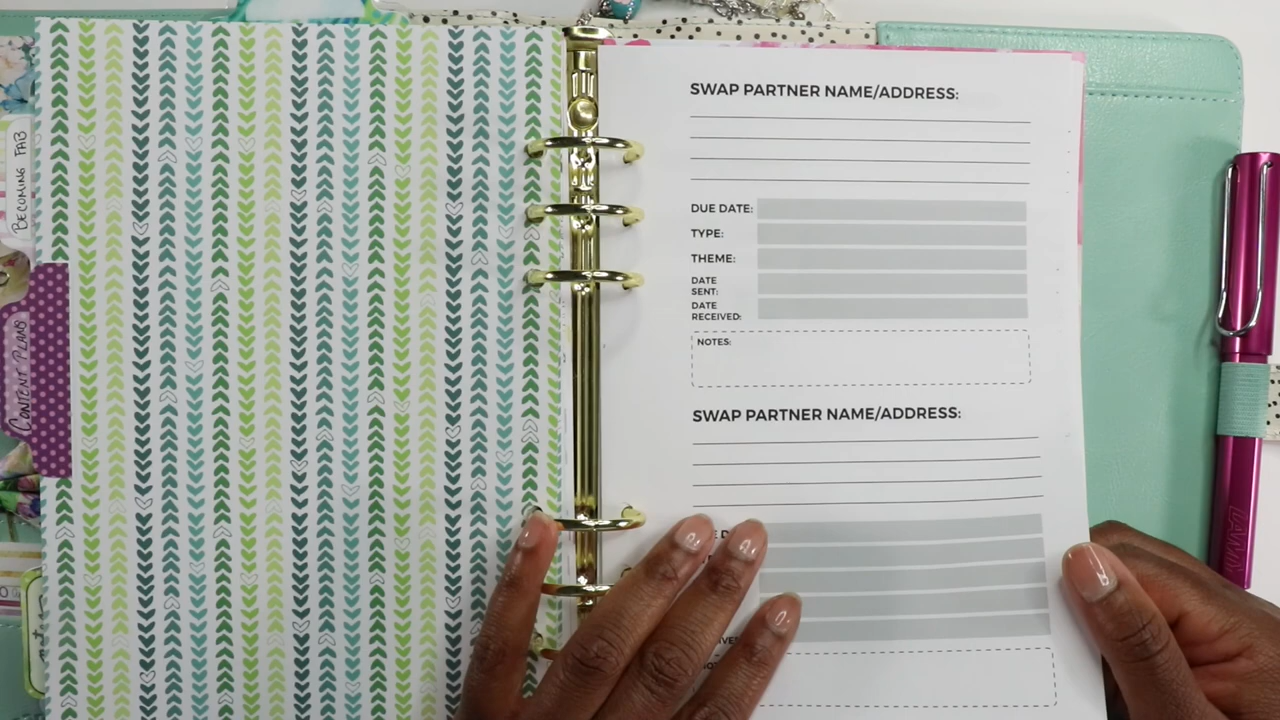 BECOMING FAB
CONTENT PLANS
SWAP PARTNER NAME/ADDRESS:
DUE DATE:
TYPE:
THEME:
DATE
SENT:
DATE
RECEIVED:
NOTES:
SWAP PARTNER NAME/ADDRESS:
LAMY